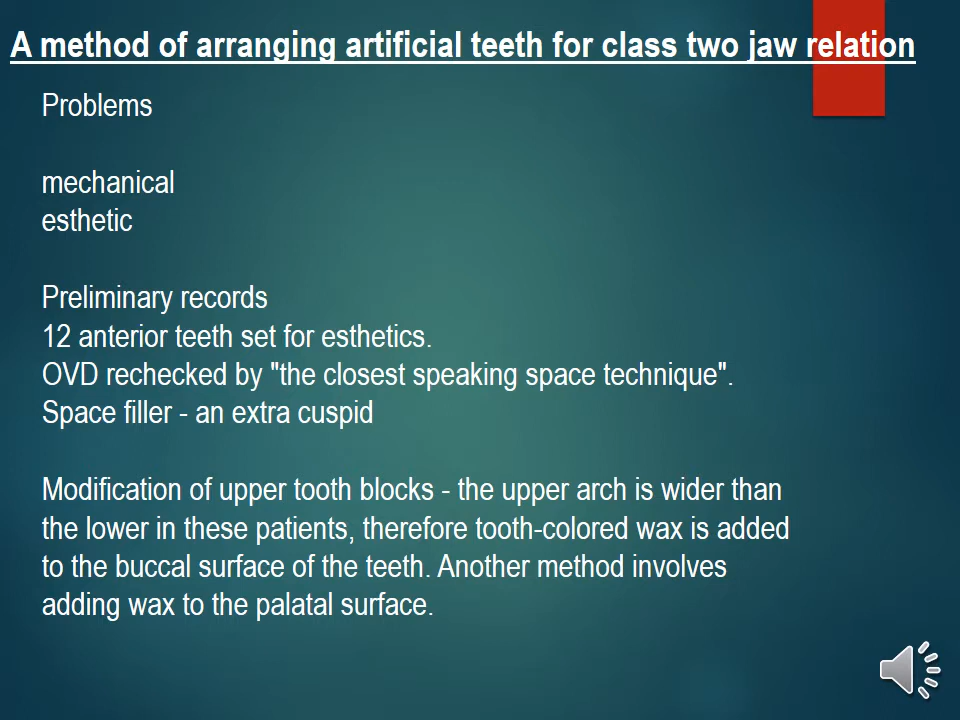 A method of arranging artificial teeth for class two jaw relation
Problems
mechanical
esthetic
Preliminary records
12 anterior teeth set for esthetics.
OVD rechecked by "the closest speaking space technique".
Space filler - an extra cuspid
Modification of upper tooth blocks - the upper arch is wider than
the lower in these patients, therefore tooth-colored wax is added
to the buccal surface of the teeth. Another method involves
adding wax to the palatal surface.